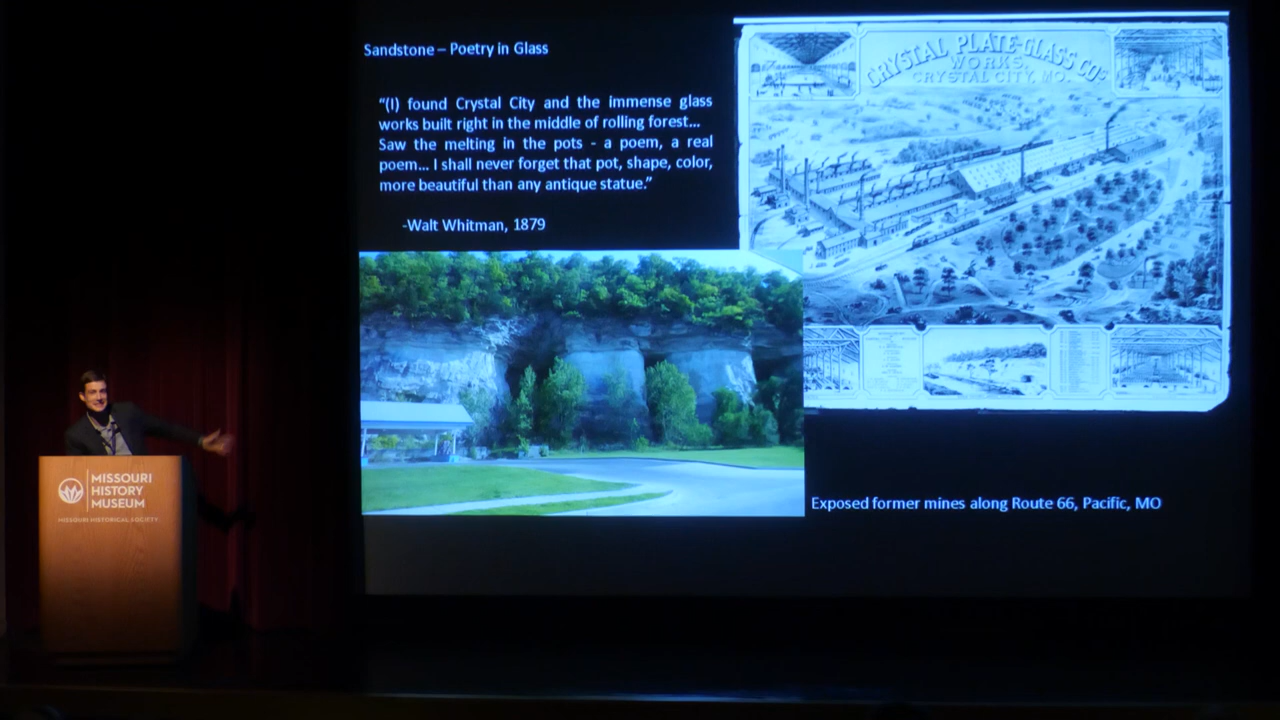 Sandstone – Poetry in Glass
“(I) found Crystal City and the immense glass
works built right in the middle of rolling forest...
Saw the melting in the pots - a poem, a real
poem... I shall never forget that pot, shape, color,
more beautiful than any antique statue.”
-Walt Whitman, 1879
CRYSTAL PLATE-GLASS CO'S
WORKS.
CRYSTAL CITY, MO.
Exposed former mines along Route 66, Pacific, MO
MISSOURI
HISTORY
MUSEUM
MISSOURI HISTORICAL SOCIETY